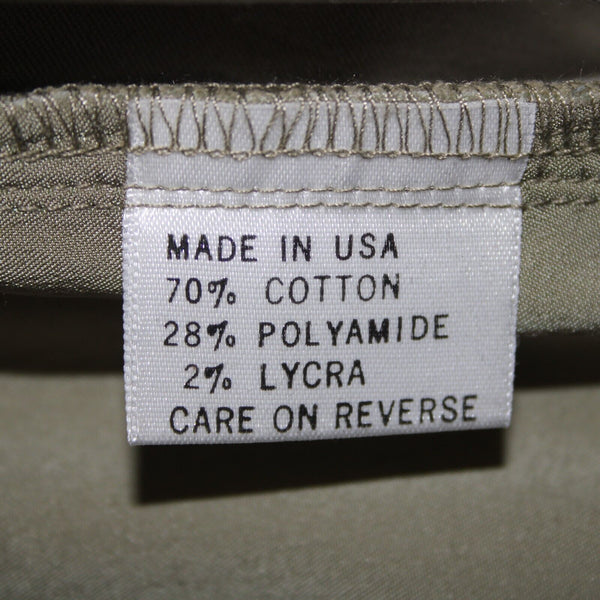 MADE IN USA
70% COTTON
28% POLYAMIDE
2% LYCRA
CARE ON REVERSE